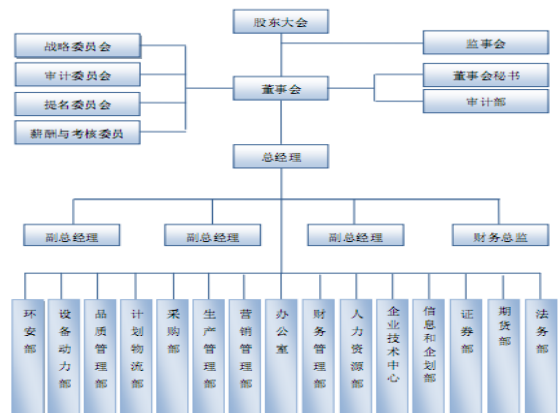 股东大会
战略委员会
监事会
审计委员会
董事会
董事会秘书
提名委员会
审计部
薪酬与考核委员
总经理
副总经理
副总经理
副总经理
财务总监
环安部
设备动力部
品质管理部
计划物流部
采购部
生产管理部
营销管理部
办公室
财务管理部
人力资源部
企业技术中心
信息和企划部
证券部
期货部
法务部